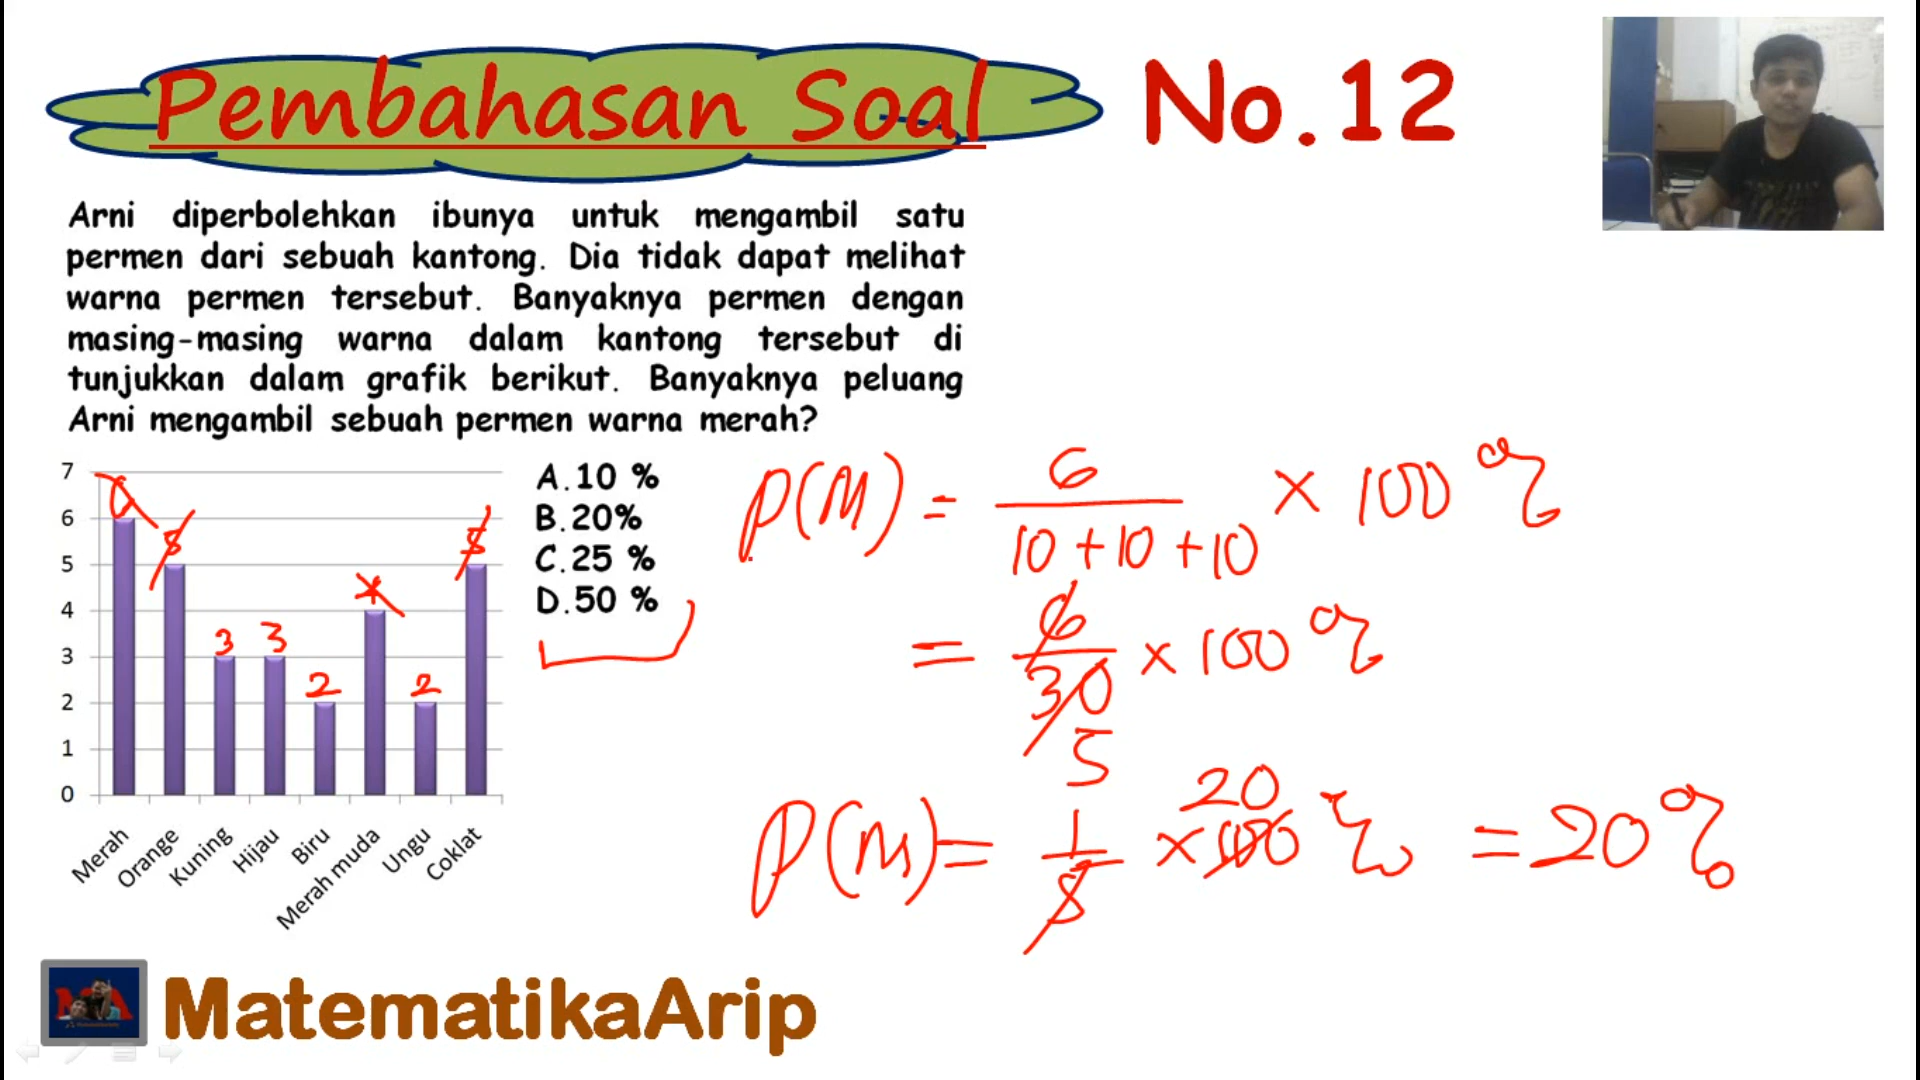 Pembahasan Soal No.12
Arni diperbolehkan ibunya untuk mengambil satu
permen dari sebuah kantong. Dia tidak dapat melihat
warna permen tersebut. Banyaknya permen dengan
masing-masing warna dalam kantong tersebut di
tunjukkan dalam grafik berikut. Banyaknya peluang
Arni mengambil sebuah permen warna merah?
7
6
5
4
3
2
1
0
6 5 3 3 2 4 2 5
Merah Orange Kuning Hijau Biru Merah muda Ungu Coklat
A.10 %
B.20%
C.25 %
D.50 %
P(M) = 6 / 10+10+10 × 100 %
= 6 / 30 × 100 %
5
20
P(M) = 1 / 5 × 100 % = 20 %
MatematikaArip